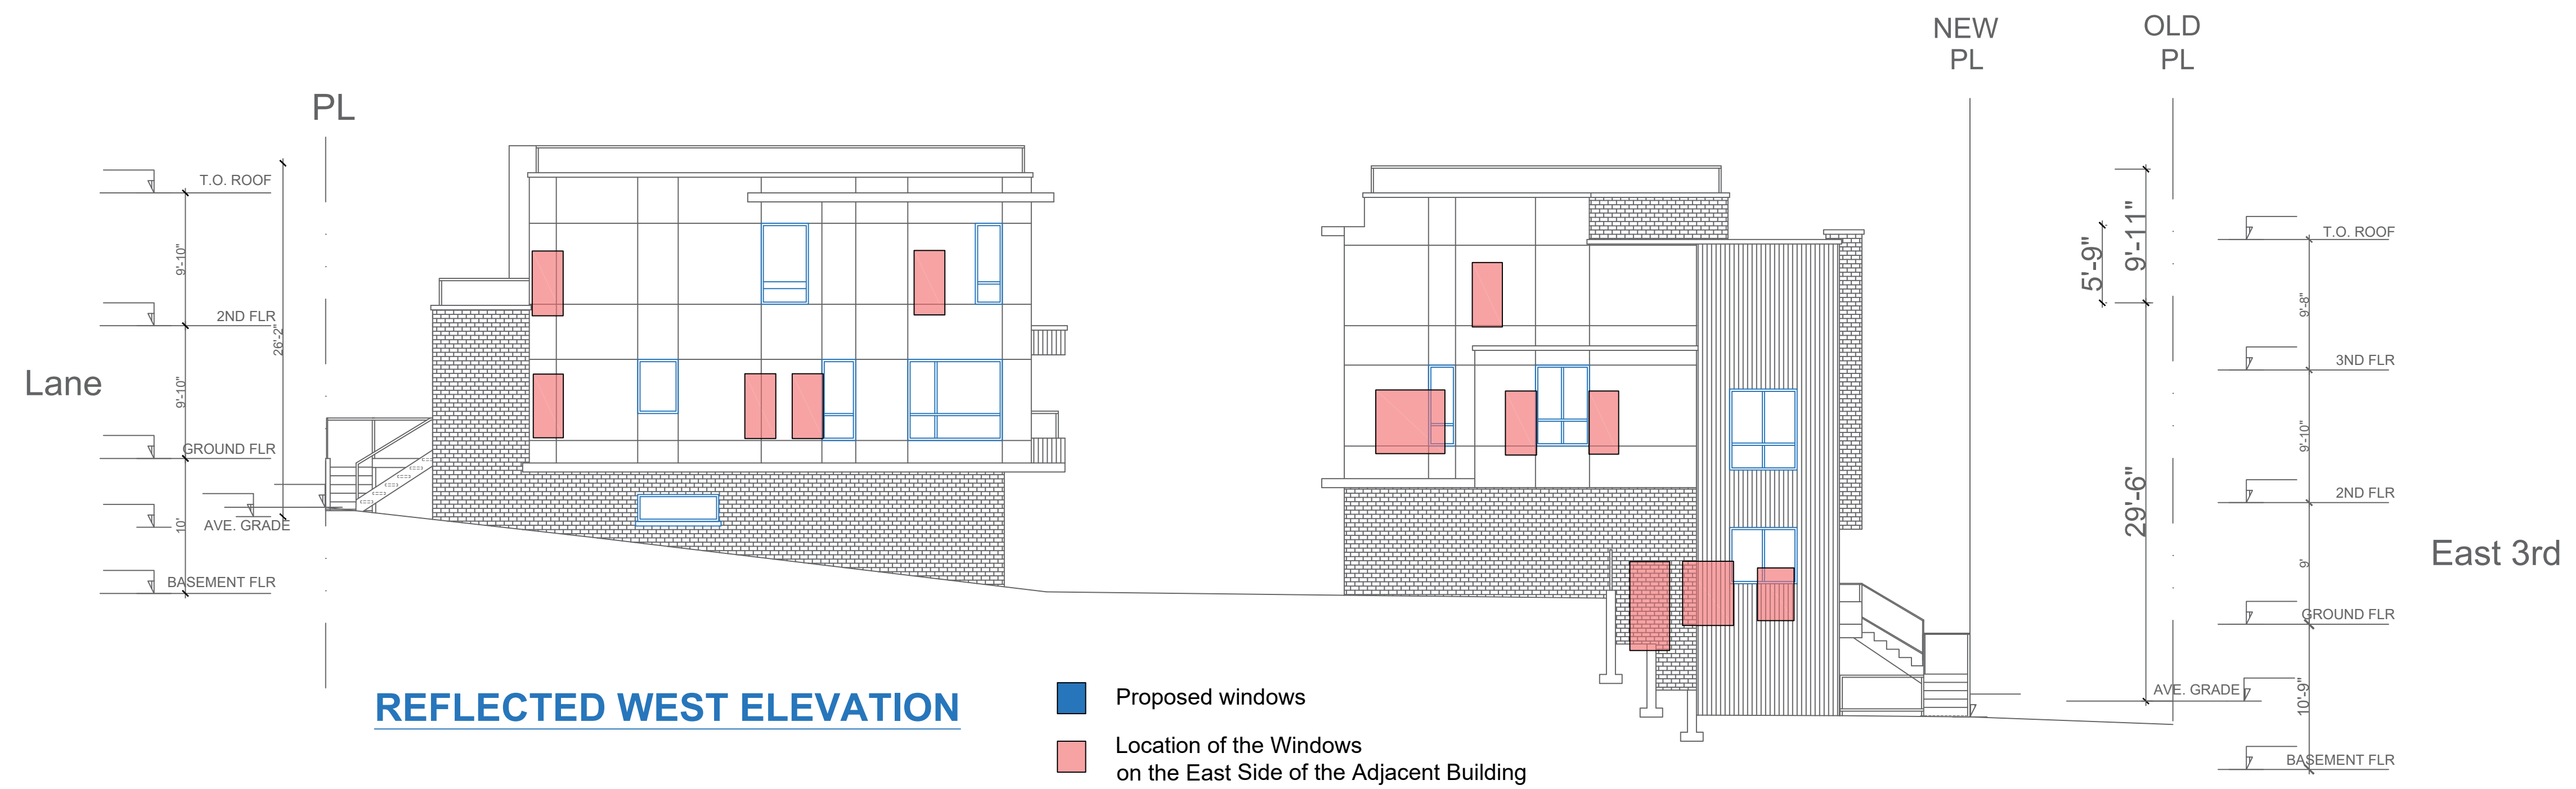 NEW
PL
OLD
PL
PL
T.O. ROOF
9'-10"
2ND FLR
26'-2"
Lane
9'-10"
GROUND FLR
AVE. GRADE
10'
BASEMENT FLR
5'-9"
9'-11"
29'-6"
T.O. ROOF
9'-8"
3ND FLR
9'-10"
2ND FLR
9'
GROUND FLR
AVE. GRADE
10'-9"
BASEMENT FLR
East 3rd
REFLECTED WEST ELEVATION
Proposed windows
Location of the Windows
on the East Side of the Adjacent Building